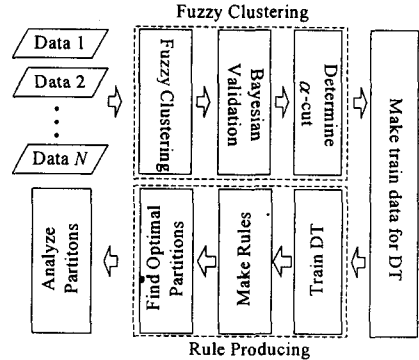 Fuzzy Clustering
Data 1
Data 2
Data N
Fuzzy Clustering
Bayesian
Validation
Determine
α-cut
Make train data for DT
Train DT
Make Rules
Find Optimal
Partitions
Analyze
Partitons
Rule Producing